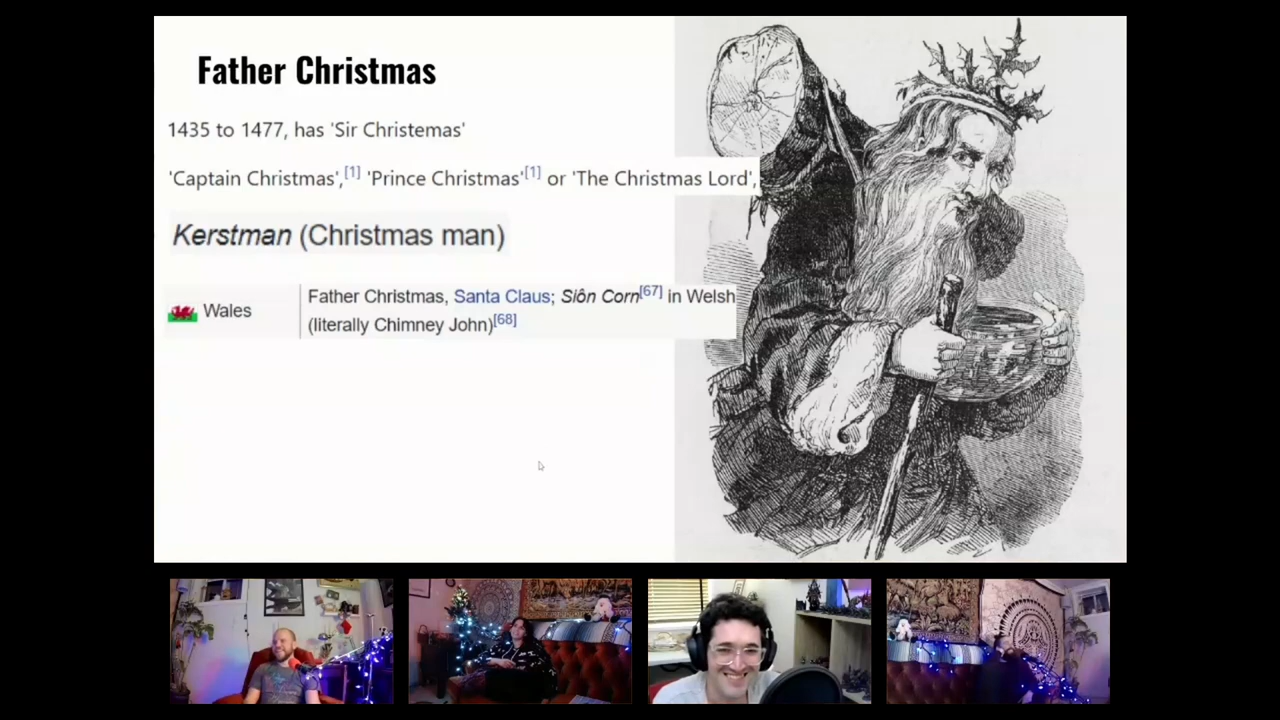 Father Christmas
1435 to 1477, has 'Sir Christemas'
'Captain Christmas',[1] 'Prince Christmas'[1] or 'The Christmas Lord',
Kerstman (Christmas man)
Wales
Father Christmas, Santa Claus; Siôn Corn[67] in Welsh
(literally Chimney John)[68]